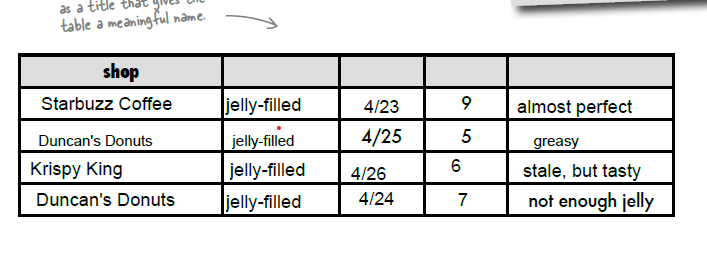 as a title that gives the
table a meaningful name.
shop
Starbuzz Coffee jelly-filled 4/23 9 almost perfect
Duncan's Donuts jelly-filled 4/25 5 greasy
Krispy King jelly-filled 4/26 6 stale, but tasty
Duncan's Donuts jelly-filled 4/24 7 not enough jelly